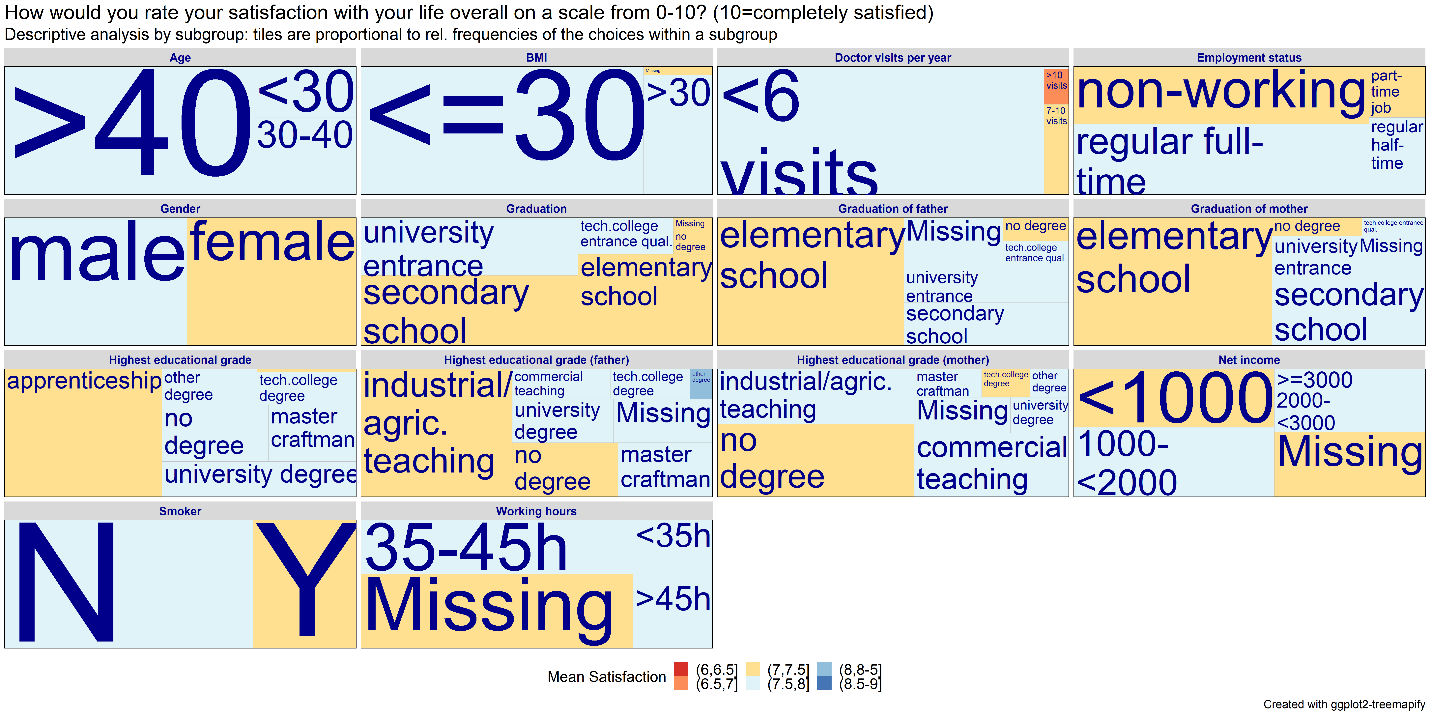 How would you rate your satisfaction with your life overall on a scale from 0-10? (10=completely satisfied)
Descriptive analysis by subgroup: tiles are proportional to rel. frequencies of the choices within a subgroup
Age
>40
<30
30-40
BMI
<=30
Missing
>30
Doctor visits per year
<6
visits
>10
visits
7-10
visits
Employment status
non-working
part-
time
job
regular full-
time
regular
half-
time
Gender
male
female
Graduation
university
entrance
tech.college
entrance qual.
Missing
no
degree
secondary
school
elementary
school
Graduation of father
elementary
school
Missing
no degree
tech.college
entrance qual
university
entrance
secondary
school
Graduation of mother
elementary
school
no degree
tech.college entrance
qual.
university
entrance
Missing
secondary
school
Highest educational grade
apprenticeship
other
degree
tech.college
degree
no
degree
master
craftman
university degree
Highest educational grade (father)
industrial/
agric.
teaching
commercial
teaching
tech.college
degree
other
degree
university
degree
Missing
no
degree
master
craftman
Highest educational grade (mother)
industrial/agric.
teaching
master
craftman
tech.college
degree
other
degree
Missing
university
degree
no
degree
commercial
teaching
Net income
<1000
>=3000
2000-
<3000
1000-
<2000
Missing
Smoker
N
Y
Working hours
35-45h
<35h
Missing
>45h
Mean Satisfaction
(6,6.5]
(6.5,7]
(7,7.5]
(7.5,8]
(8,8-5]
(8.5-9]
Created with ggplot2-treemapify